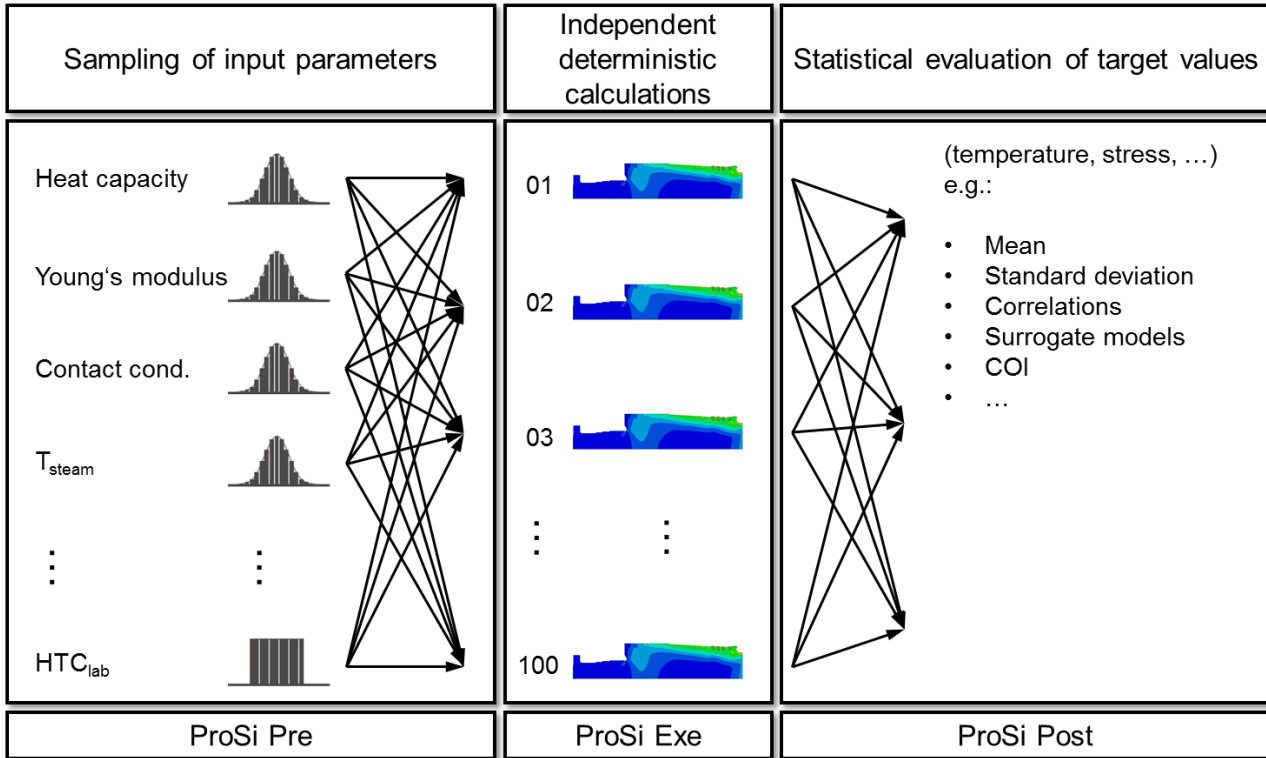 Sampling of input parameters
Independent
deterministic
calculations
Statistical evaluation of target values
Heat capacity
Young‘s modulus
Contact cond.
Tsteam
⋮
⋮
HTClab
01
02
03
⋮
⋮
100
(temperature, stress, …)
e.g.:
• Mean
• Standard deviation
• Correlations
• Surrogate models
• COI
• …
ProSi Pre
ProSi Exe
ProSi Post